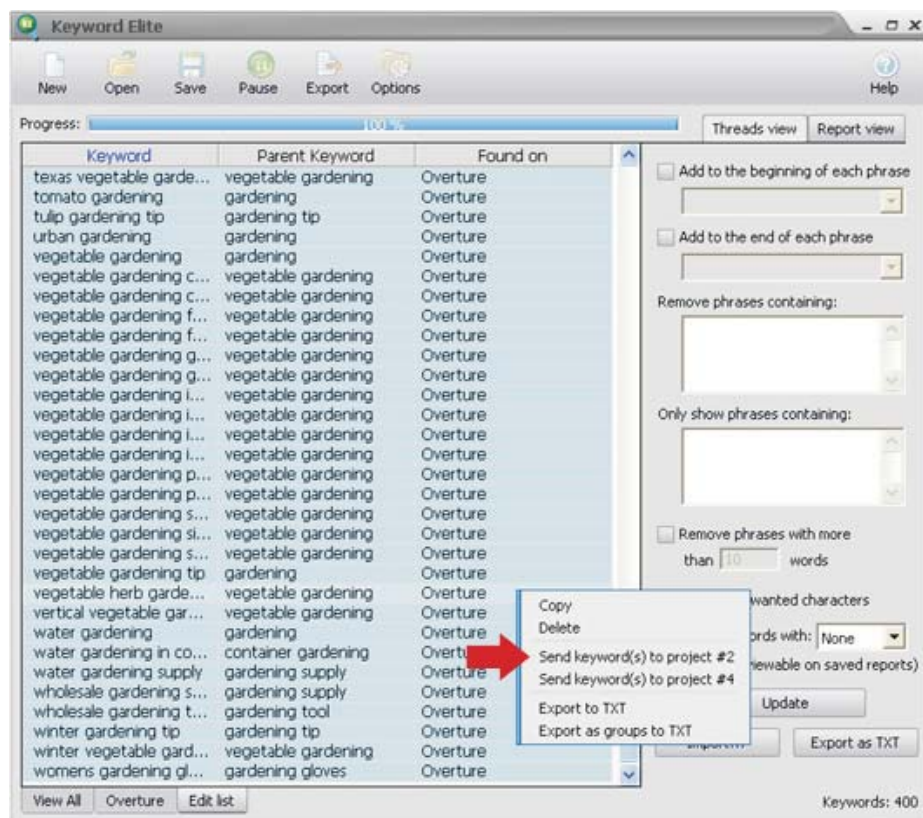 Keyword Elite
New Open Save Pause Export Options Help
Progress: 100 % Threads view Report view
Keyword Parent Keyword Found on
texas vegetable garde... vegetable gardening Overture
tomato gardening gardening Overture
tulip gardening tip gardening tip Overture
urban gardening gardening Overture
vegetable gardening gardening Overture
vegetable gardening c... vegetable gardening Overture
vegetable gardening c... vegetable gardening Overture
vegetable gardening f... vegetable gardening Overture
vegetable gardening f... vegetable gardening Overture
vegetable gardening g... vegetable gardening Overture
vegetable gardening g... vegetable gardening Overture
vegetable gardening i... vegetable gardening Overture
vegetable gardening i... vegetable gardening Overture
vegetable gardening i... vegetable gardening Overture
vegetable gardening i... vegetable gardening Overture
vegetable gardening p... vegetable gardening Overture
vegetable gardening p... vegetable gardening Overture
vegetable gardening s... vegetable gardening Overture
vegetable gardening si... vegetable gardening Overture
vegetable gardening s... vegetable gardening Overture
vegetable gardening tip gardening Overture
vegetable herb garde... vegetable gardening Overture
vertical vegetable gar... vegetable gardening Overture
water gardening gardening Overture
water gardening in co... container gardening
water gardening supply gardening supply Overture
wholesale gardening s... gardening supply Overture
wholesale gardening t... gardening tool Overture
winter gardening tip gardening tip Overture
winter vegetable gard... vegetable gardening Overture
womens gardening gl... gardening gloves Overture
Add to the beginning of each phrase
Add to the end of each phrase
Remove phrases containing:
Only show phrases containing:
Remove phrases with more
than 10 words
wanted characters
ords with: None
iewable on saved reports)
Update
Export as TXT
Copy
Delete
Send keyword(s) to project #2
Send keyword(s) to project #4
Export to TXT
Export as groups to TXT
View All Overture Edit list Keywords: 400